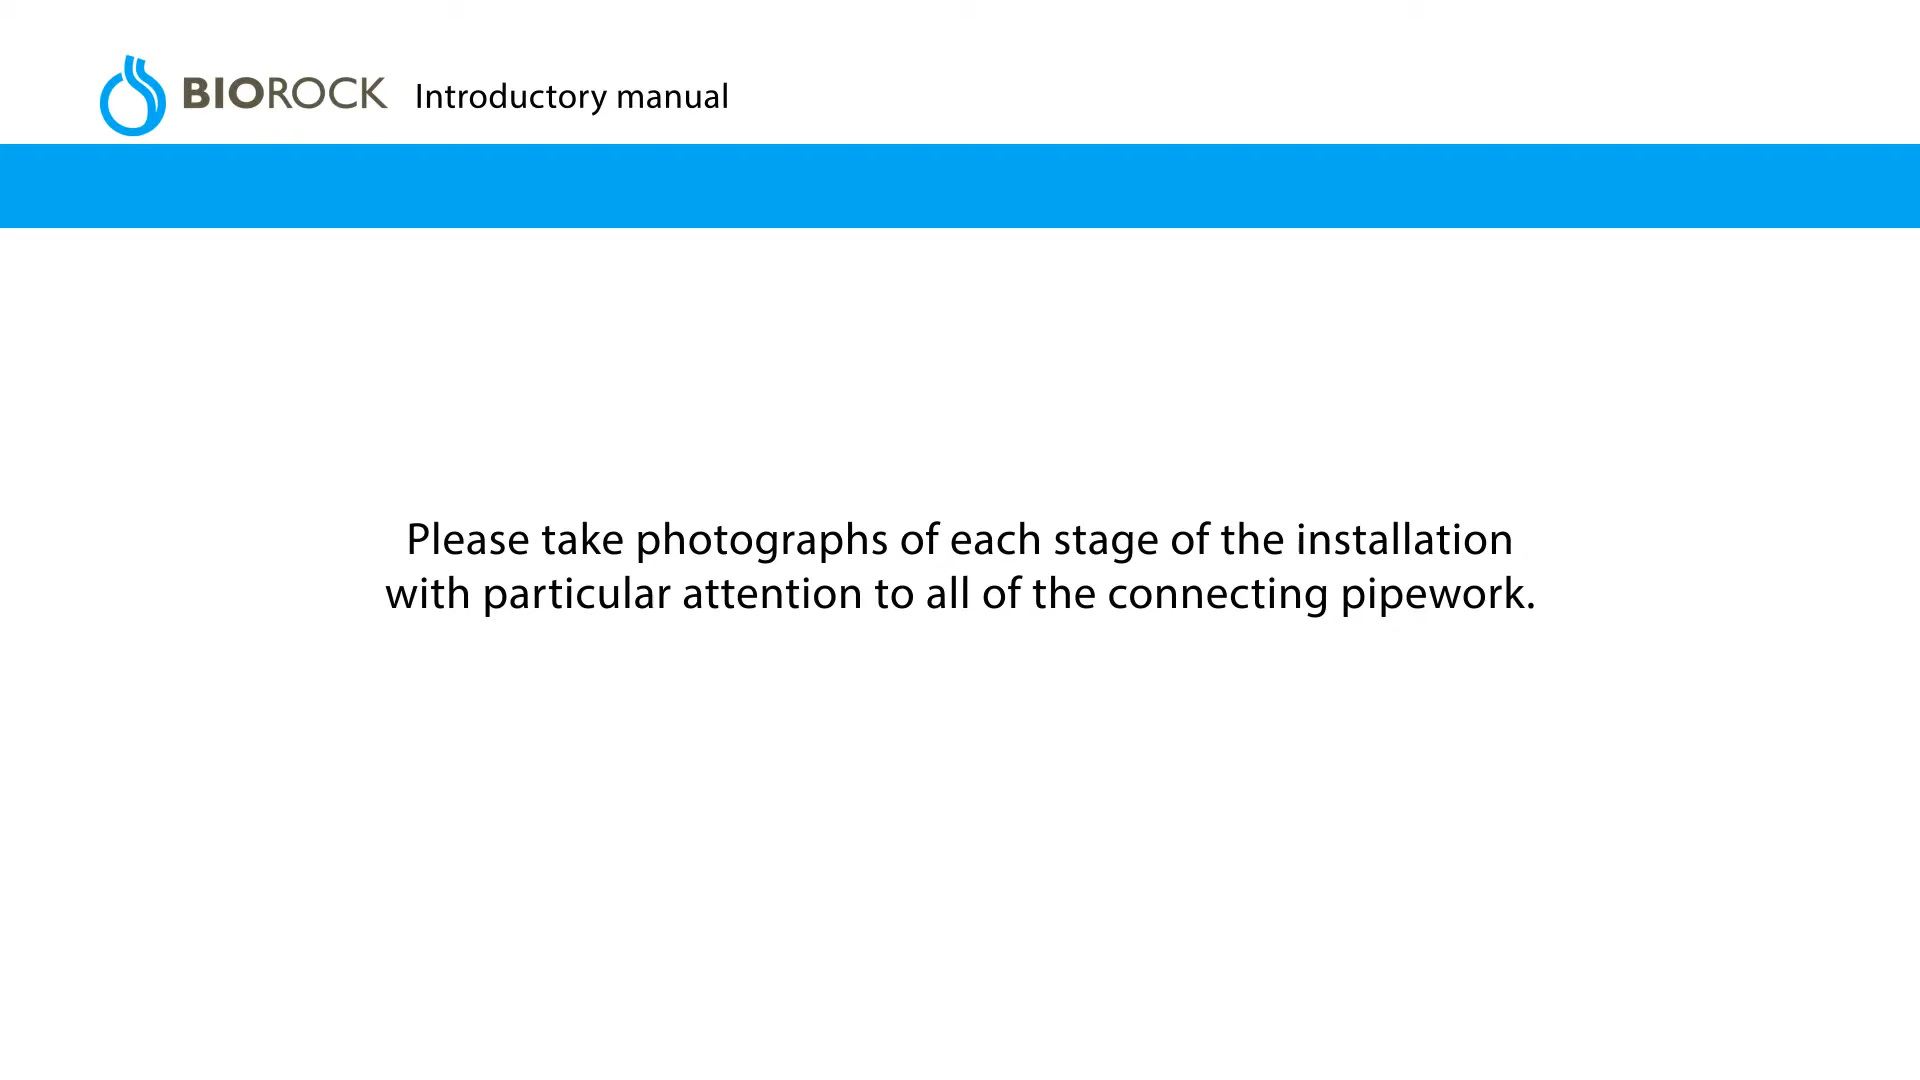 BIOROCK Introductory manual
Please take photographs of each stage of the installation
with particular attention to all of the connecting pipework.